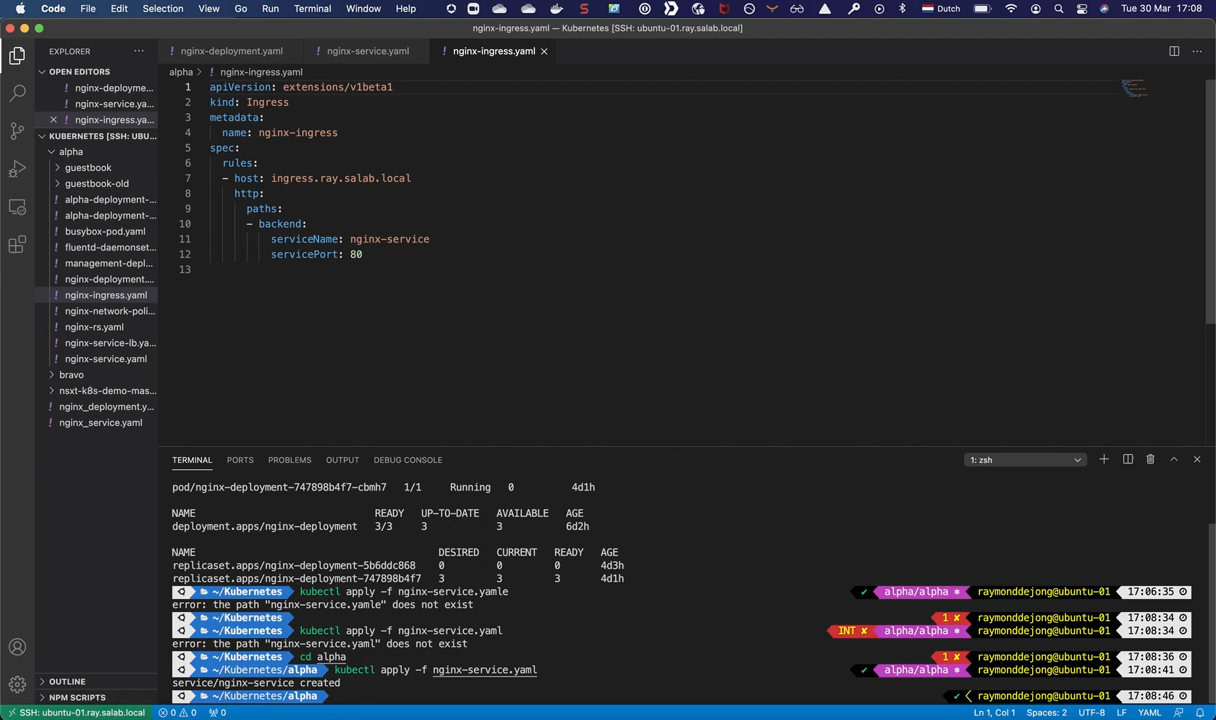 Code File Edit Selection View Go Run Terminal Window Help
Dutch
Tue 30 Mar 17:08
nginx-ingress.yaml — Kubernetes [SSH: ubuntu-01.ray.salab.local]
EXPLORER ...
! nginx-deployment.yaml
! nginx-service.yaml
! nginx-ingress.yaml
OPEN EDITORS
! nginx-deployme...
! nginx-service.ya...
! nginx-ingress.ya...
KUBERNETES [SSH: UBU...
alpha
guestbook
guestbook-old
! alpha-deployment-...
! alpha-deployment-...
! busybox-pod.yaml
! fluentd-daemonset...
! management-depl...
! nginx-deployment....
! nginx-ingress.yaml
! nginx-network-poli...
! nginx-rs.yaml
! nginx-service-lb.ya...
! nginx-service.yaml
bravo
nsxt-k8s-demo-mas...
! nginx_deployment.y...
! nginx_service.yaml
OUTLINE
NPM SCRIPTS
alpha > ! nginx-ingress.yaml
1 apiVersion: extensions/v1beta1
2 kind: Ingress
3 metadata:
4 name: nginx-ingress
5 spec:
6 rules:
7 - host: ingress.ray.salab.local
8 http:
9 paths:
10 - backend:
11 serviceName: nginx-service
12 servicePort: 80
13
TERMINAL PORTS PROBLEMS OUTPUT DEBUG CONSOLE
1: zsh
pod/nginx-deployment-747898b4f7-cbmh7 1/1 Running 0 4d1h
NAME READY UP-TO-DATE AVAILABLE AGE
deployment.apps/nginx-deployment 3/3 3 3 6d2h
NAME DESIRED CURRENT READY AGE
replicaset.apps/nginx-deployment-5b6ddc868 0 0 0 4d3h
replicaset.apps/nginx-deployment-747898b4f7 3 3 3 4d1h
~/Kubernetes kubectl apply -f nginx-service.yamle ✔ alpha/alpha raymonddejong@ubuntu-01 17:06:35
error: the path "nginx-service.yamle" does not exist
~/Kubernetes 1 ✘ raymonddejong@ubuntu-01 17:08:34
~/Kubernetes kubectl apply -f nginx-service.yaml INT ✘ alpha/alpha raymonddejong@ubuntu-01 17:08:34
error: the path "nginx-service.yaml" does not exist
~/Kubernetes cd alpha 1 ✘ raymonddejong@ubuntu-01 17:08:36
~/Kubernetes/alpha kubectl apply -f nginx-service.yaml ✔ alpha/alpha raymonddejong@ubuntu-01 17:08:41
service/nginx-service created
~/Kubernetes/alpha ✔ raymonddejong@ubuntu-01 17:08:46
SSH: ubuntu-01.ray.salab.local 0 0 0 Ln 1, Col 1 Spaces: 2 UTF-8 LF YAML